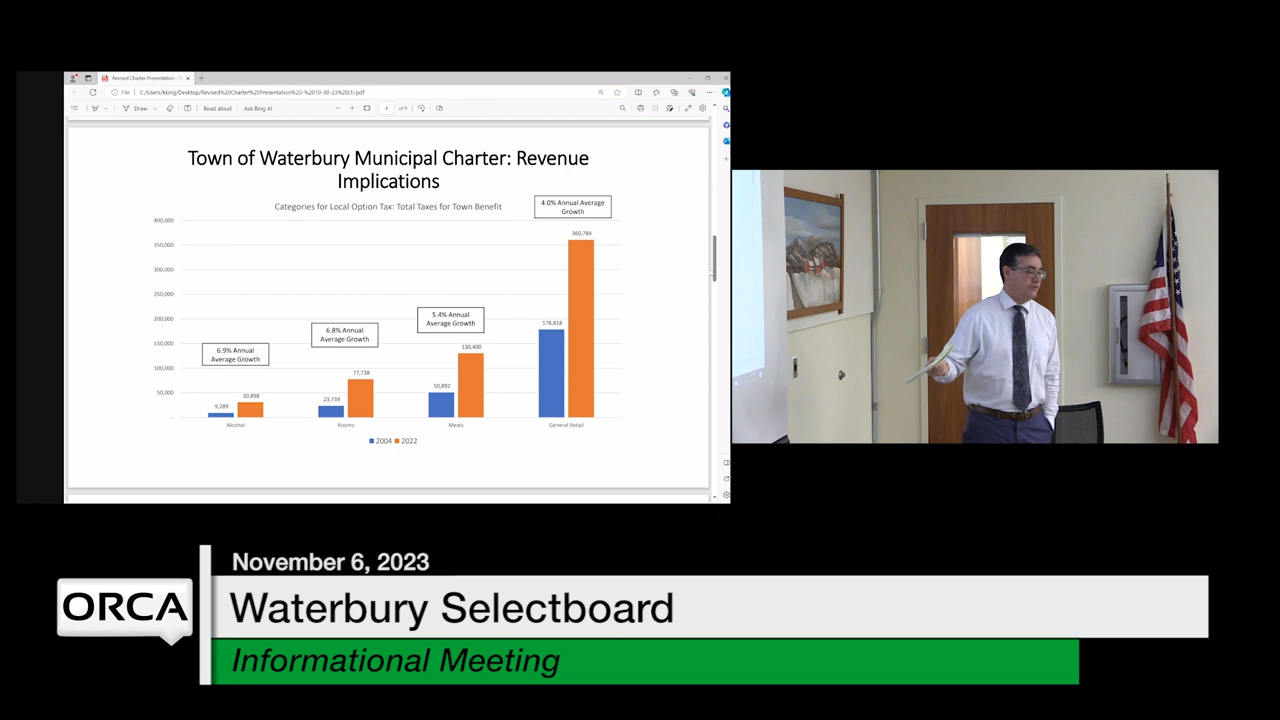 Revised Charter Presentation - T
File
C:/Users/kking/Desktop/Revised%20Charter%20Presentation%20-%2010-30-23%20(1).pdf
Draw
Read aloud
Ask Bing AI
4
of 9
Town of Waterbury Municipal Charter: Revenue
Implications
Categories for Local Option Tax: Total Taxes for Town Benefit
4.0% Annual Average
Growth
400,000
350,000
300,000
250,000
200,000
150,000
100,000
50,000
-
6.9% Annual
Average Growth
6.8% Annual
Average Growth
5.4% Annual
Average Growth
9,289
30,898
23,739
77,738
50,892
130,400
178,818
360,784
Alcohol
Rooms
Meals
General Retail
2004
2022
November 6, 2023
ORCA
Waterbury Selectboard
Informational Meeting